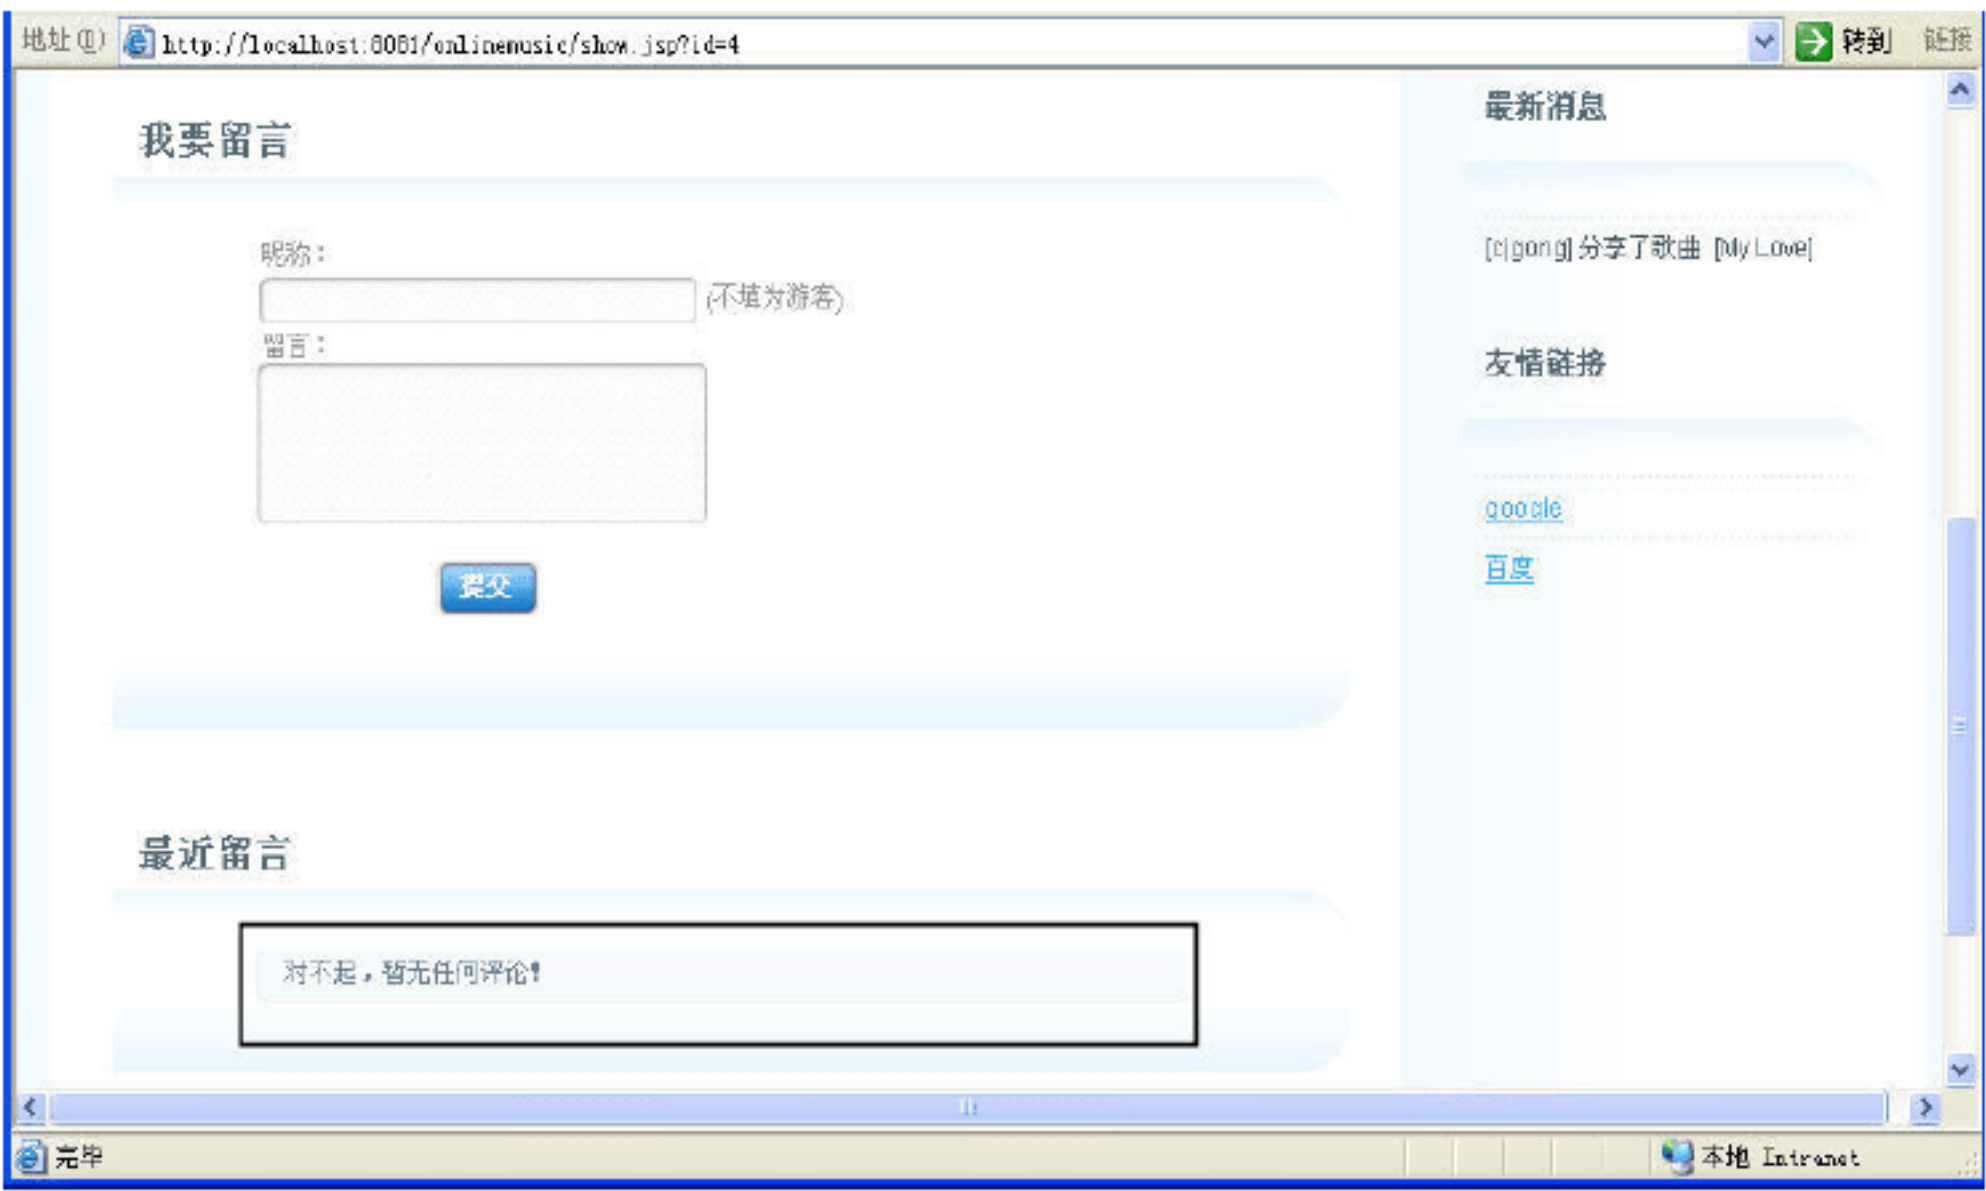 地址(D) http://localhost:8081/onlinemusic/show.jsp?id=4 转到 链接
我要留言
昵称：
(不填为游客)
留言：
提交
最近留言
对不起，暂无任何评论！
最新消息
[cjgong]分享了歌曲 [My Love]
友情链接
google
百度
完毕
本地 Intranet